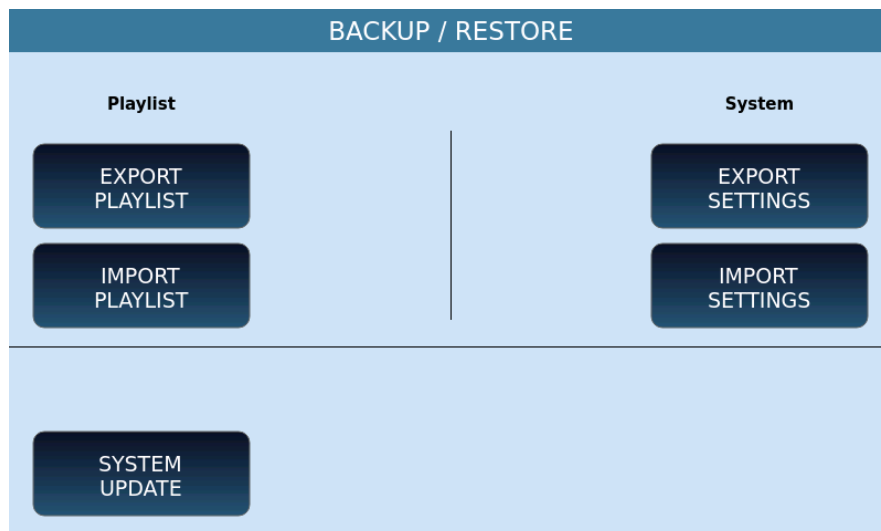 BACKUP / RESTORE
Playlist
EXPORT
PLAYLIST
IMPORT
PLAYLIST
System
EXPORT
SETTINGS
IMPORT
SETTINGS
SYSTEM
UPDATE